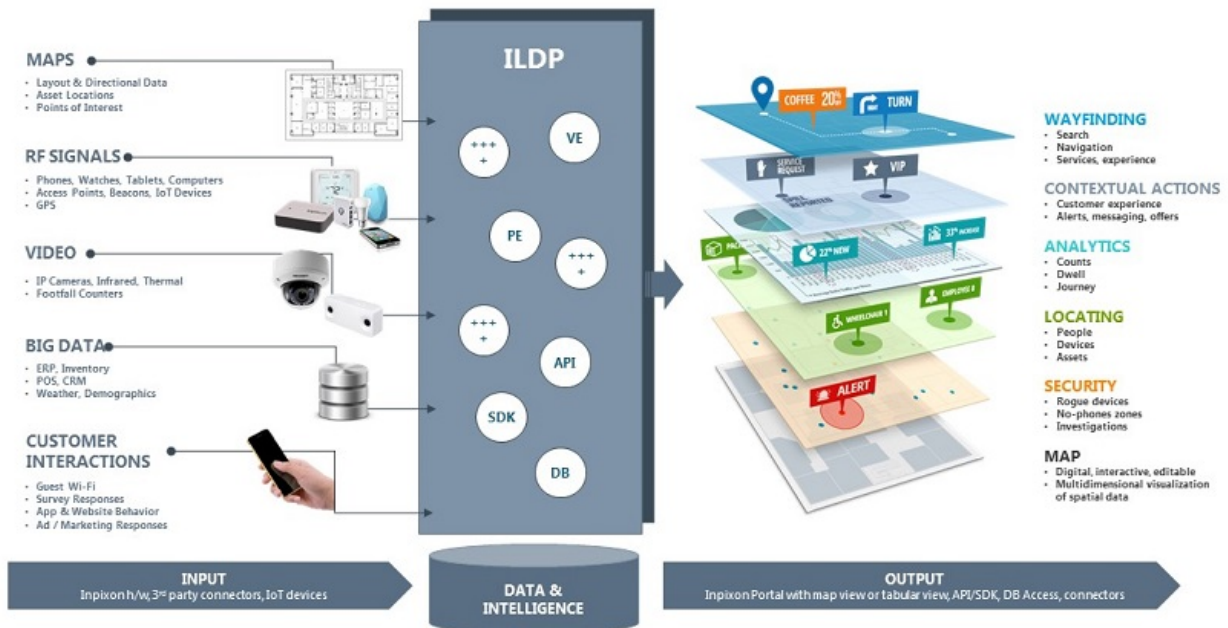 MAPS
• Layout & Directional Data
• Asset Locations
• Points of Interest
RF SIGNALS
• Phones, Watches, Tablets, Computers
• Access Points, Beacons, IoT Devices
• GPS
VIDEO
• IP Cameras, Infrared, Thermal
• Footfall Counters
BIG DATA
• ERP, Inventory
• POS, CRM
• Weather, Demographics
CUSTOMER
INTERACTIONS
• Guest Wi-Fi
• Survey Responses
• App & Website Behavior
• Ad / Marketing Responses
ILDP
+++
+
VE
PE
+++
+
+++
+
API
SDK
DB
COFFEE 20%
TURN
SERVICE
REQUEST
VIP
SPILL
REPORTED
22% NEW
33% INCREASE
WHEELCHAIR 1
EMPLOYEE 8
ALERT
WAYFINDING
• Search
• Navigation
• Services, experience
CONTEXTUAL ACTIONS
• Customer experience
• Alerts, messaging, offers
ANALYTICS
• Counts
• Dwell
• Journey
LOCATING
• People
• Devices
• Assets
SECURITY
• Rogue devices
• No-phones zones
• Investigations
MAP
• Digital, interactive, editable
• Multidimensional visualization
of spatial data
INPUT
Inpixon h/w, 3rd party connectors, IoT devices
DATA &
INTELLIGENCE
OUTPUT
Inpixon Portal with map view or tabular view, API/SDK, DB Access, connectors